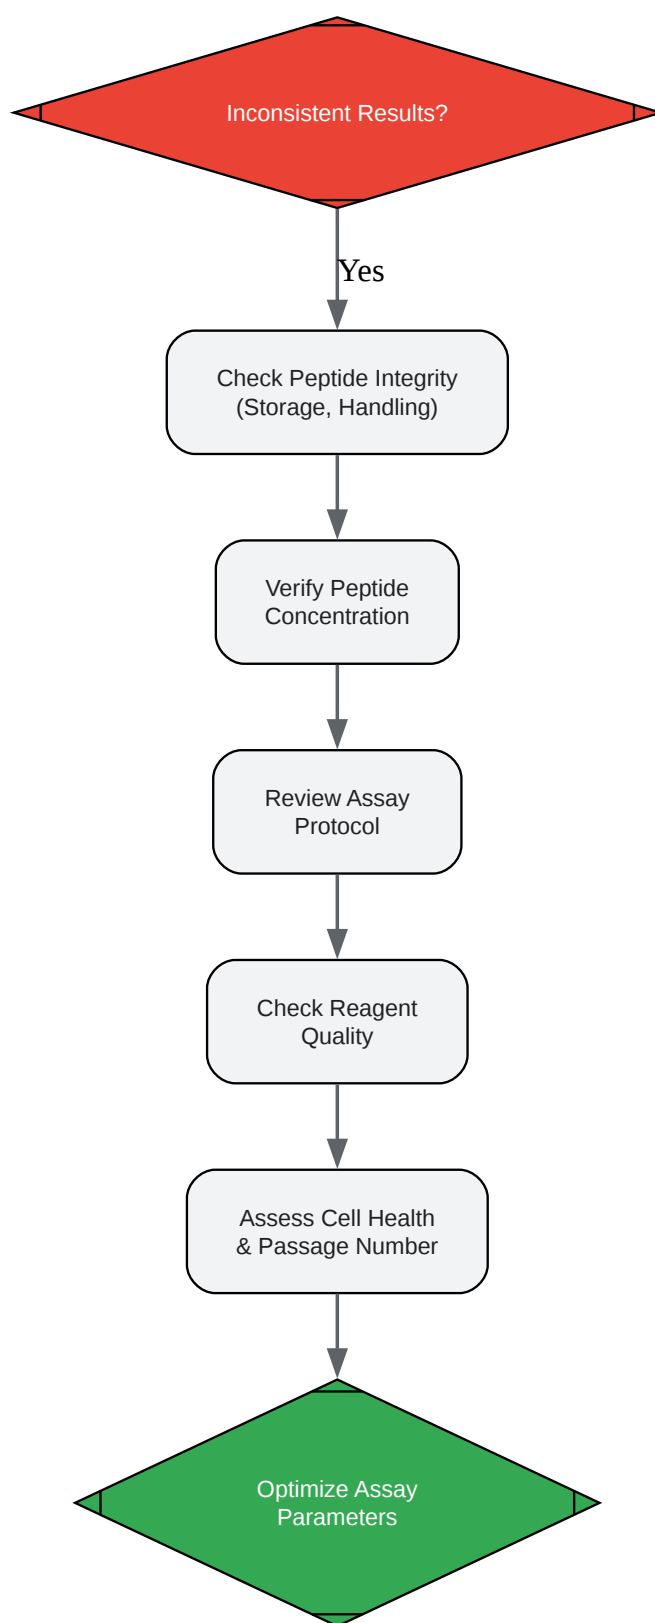 Inconsistent Results?
Yes
Check Peptide Integrity
(Storage, Handling)
Verify Peptide
Concentration
Review Assay
Protocol
Check Reagent
Quality
Assess Cell Health
& Passage Number
Optimize Assay
Parameters